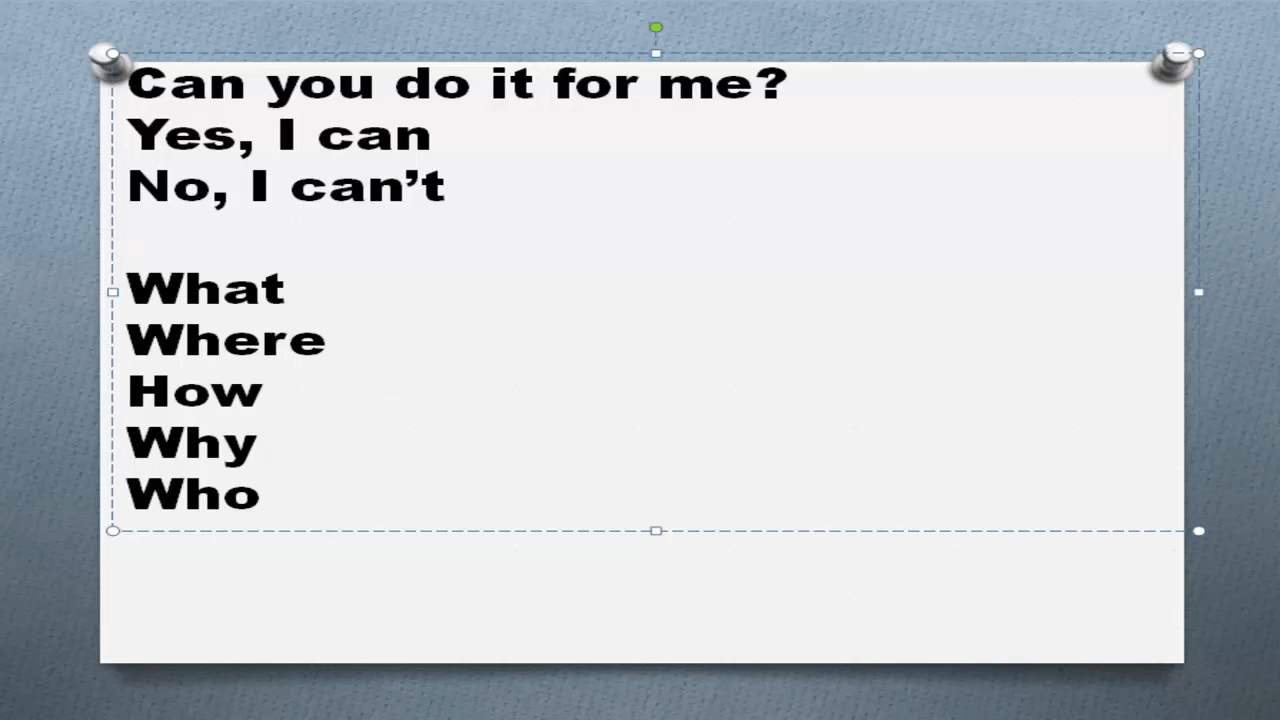 Can you do it for me?
Yes, I can
No, I can’t
What
Where
How
Why
Who